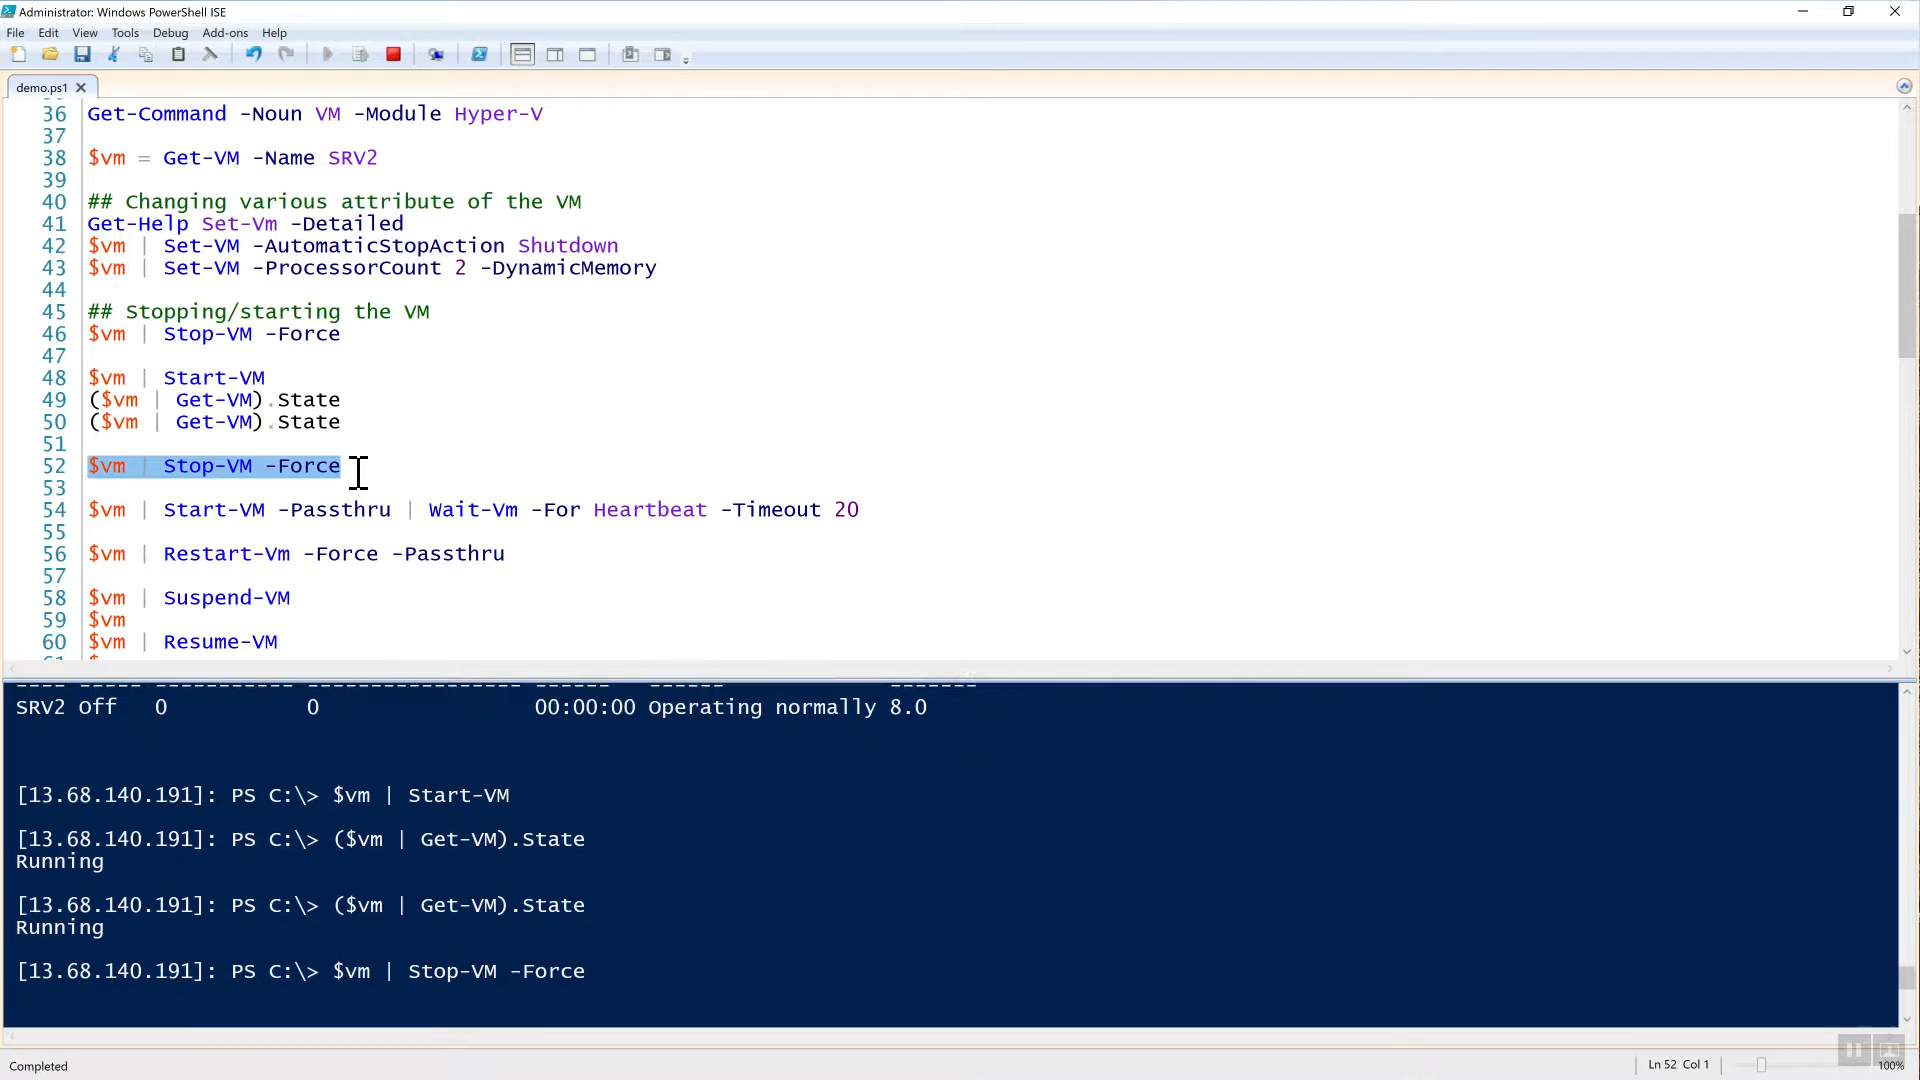 Administrator: Windows PowerShell ISE
File Edit View Tools Debug Add-ons Help
demo.ps1
36 Get-Command -Noun VM -Module Hyper-V
37
38 $vm = Get-VM -Name SRV2
39
40 ## Changing various attribute of the VM
41 Get-Help Set-Vm -Detailed
42 $vm | Set-VM -AutomaticStopAction Shutdown
43 $vm | Set-VM -ProcessorCount 2 -DynamicMemory
44
45 ## Stopping/starting the VM
46 $vm | Stop-VM -Force
47
48 $vm | Start-VM
49 ($vm | Get-VM).State
50 ($vm | Get-VM).State
51
52 $vm | Stop-VM -Force
53
54 $vm | Start-VM -Passthru | Wait-Vm -For Heartbeat -Timeout 20
55
56 $vm | Restart-Vm -Force -Passthru
57
58 $vm | Suspend-VM
59 $vm
60 $vm | Resume-VM
---- ----- ----------- ----------------- ------ ------ -------
SRV2 Off 0 0 00:00:00 Operating normally 8.0
[13.68.140.191]: PS C:\> $vm | Start-VM
[13.68.140.191]: PS C:\> ($vm | Get-VM).State
Running
[13.68.140.191]: PS C:\> ($vm | Get-VM).State
Running
[13.68.140.191]: PS C:\> $vm | Stop-VM -Force
Completed
Ln 52 Col 1
100%